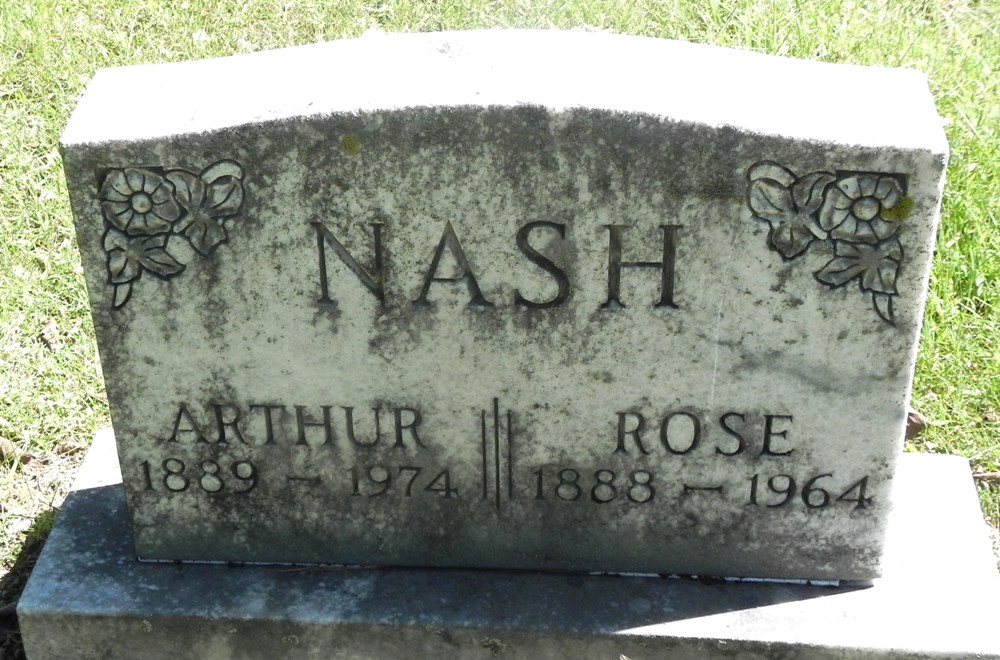 NASH
ARTHUR
1889 - 1974
ROSE
1888 - 1964